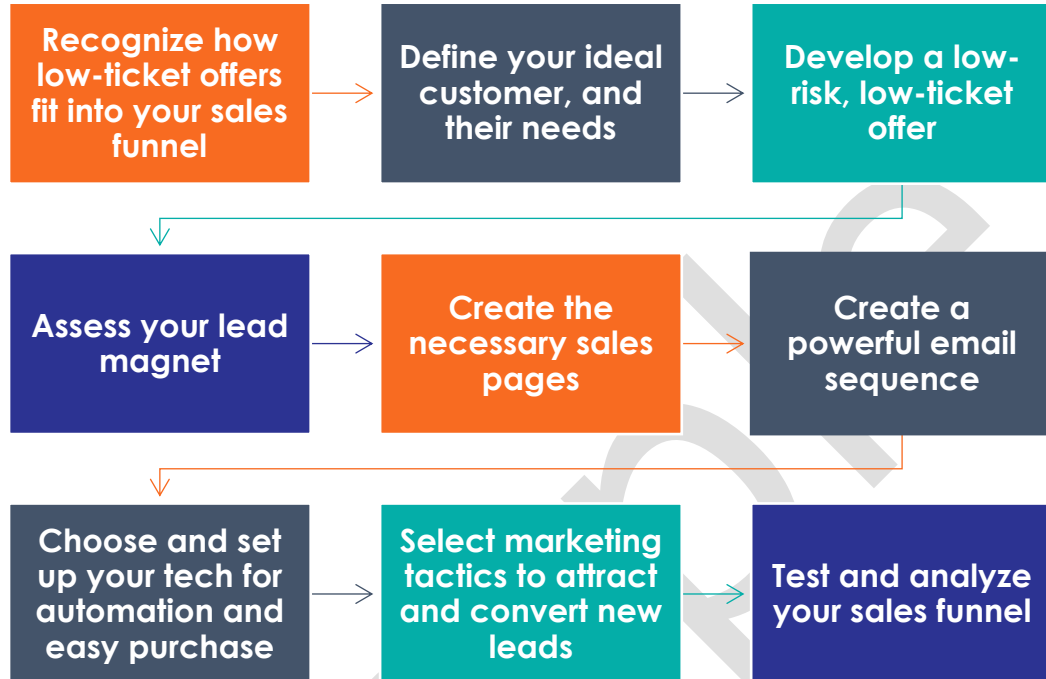 Recognize how
low-ticket offers
fit into your sales
funnel
Define your ideal
customer, and
their needs
Develop a low-
risk, low-ticket
offer
Assess your lead
magnet
Create the
necessary sales
pages
Create a
powerful email
sequence
Choose and set
up your tech for
automation and
easy purchase
Select marketing
tactics to attract
and convert new
leads
Test and analyze
your sales funnel